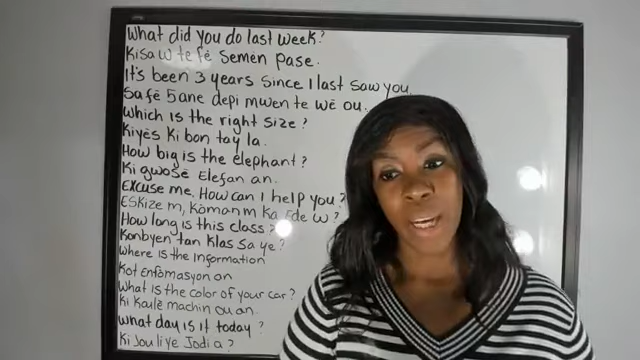 What did you do last week?
Kisa w te fè semèn pase.
It's been 3 years since I last saw you.
Sa fè 5ane depi mwen te wè ou.
Which is the right size?
Kiyès ki bon tay la.
How big is the elephant?
Ki gwosè Elefan an.
Excuse me, How can I help you?
Eskize m, Kòman m ka Ede w?
How long is this class?
Konbyen tan klas sa ye?
Where is the information
Kot enfòmasyon an
What is the color of your car?
Ki Koulè machin ou an.
What day is it today?
Ki Jou li ye Jodi a?